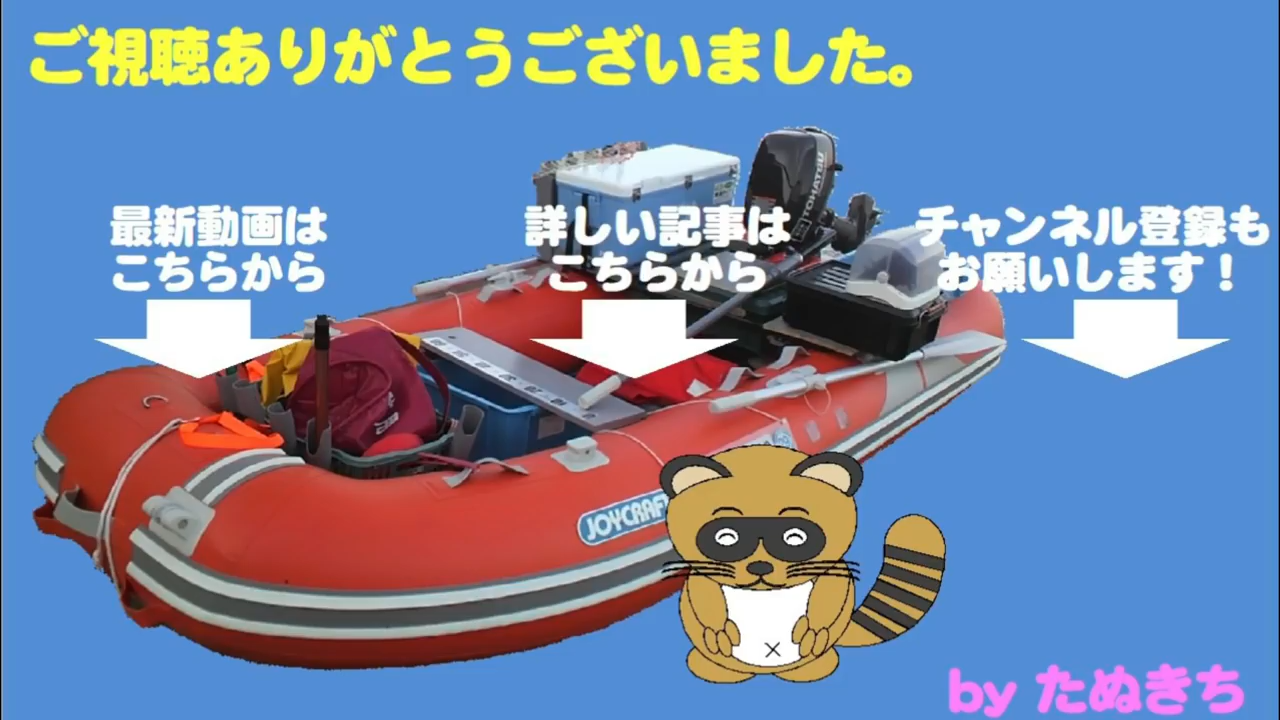 ご視聴ありがとうございました。
最新動画は
こちらから
詳しい記事は
こちらから
チャンネル登録も
お願いします！
TOHATSU
JOYCRAF
by たぬきち